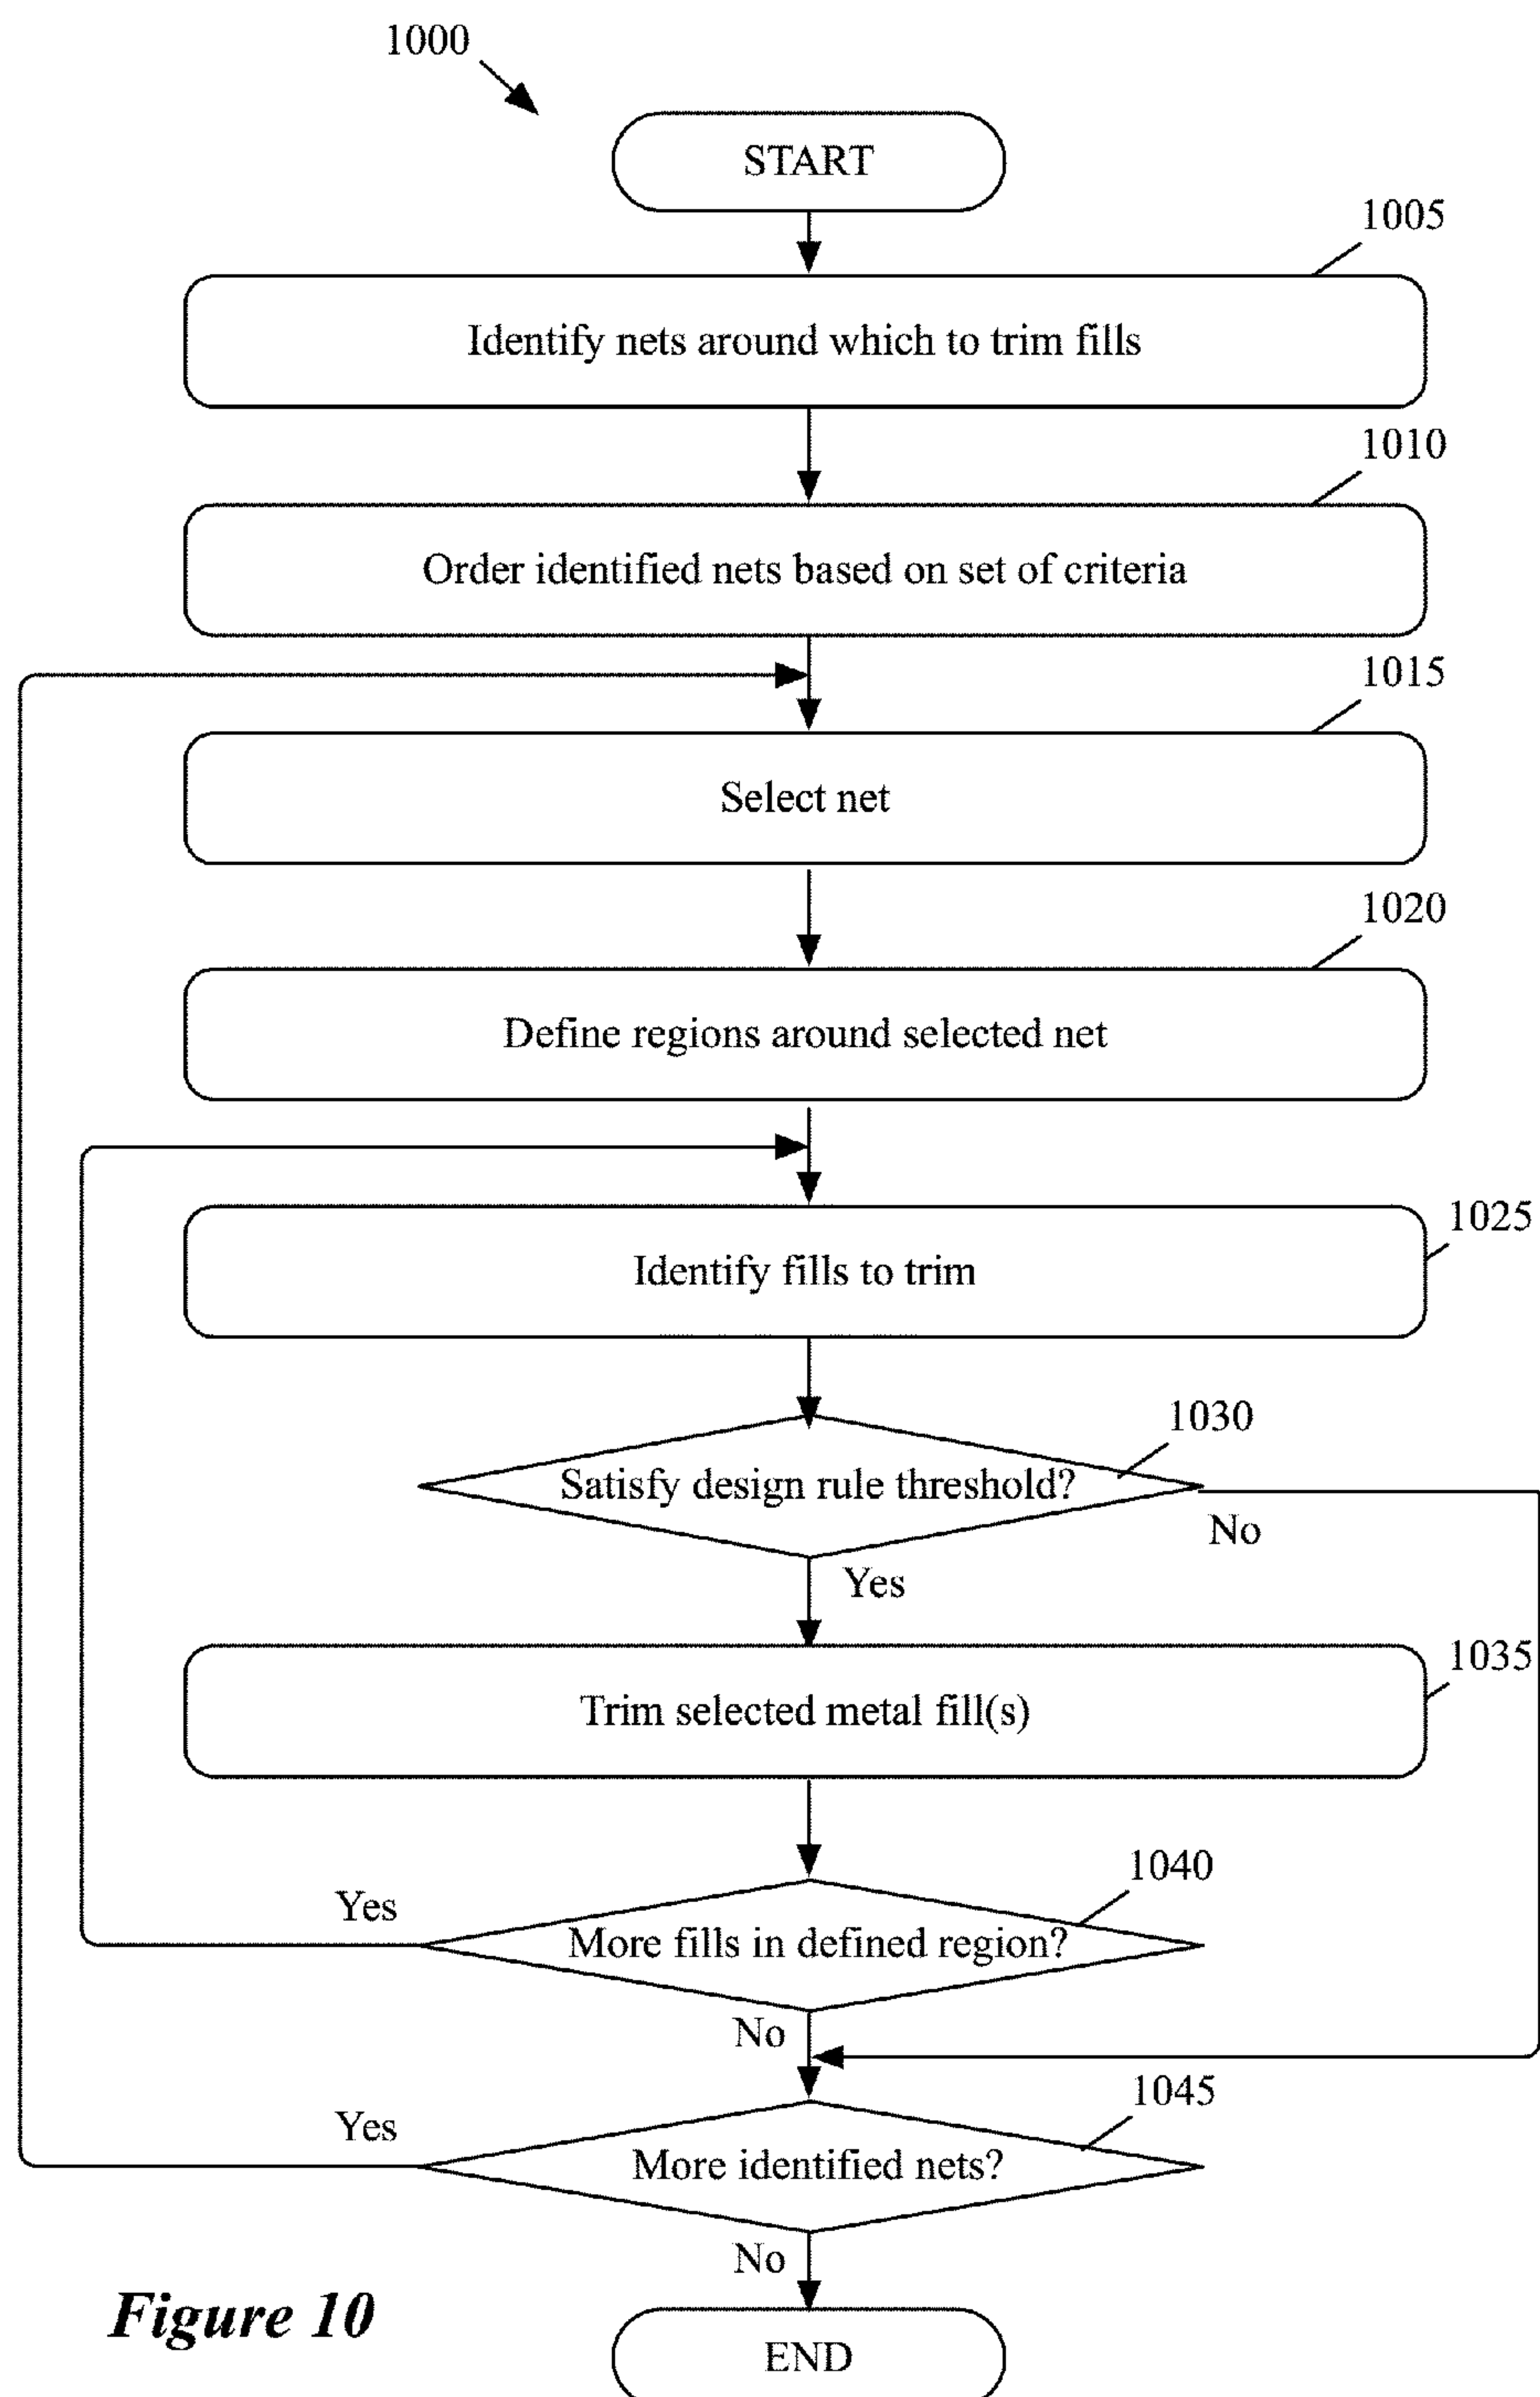 1000
START
1005
Identify nets around which to trim fills
1010
Order identified nets based on set of criteria
1015
Select net
1020
Define regions around selected net
1025
Identify fills to trim
1030
Satisfy design rule threshold?
No
Yes
1035
Trim selected metal fill(s)
1040
Yes
More fills in defined region?
No
1045
Yes
More identified nets?
No
Figure 10
END